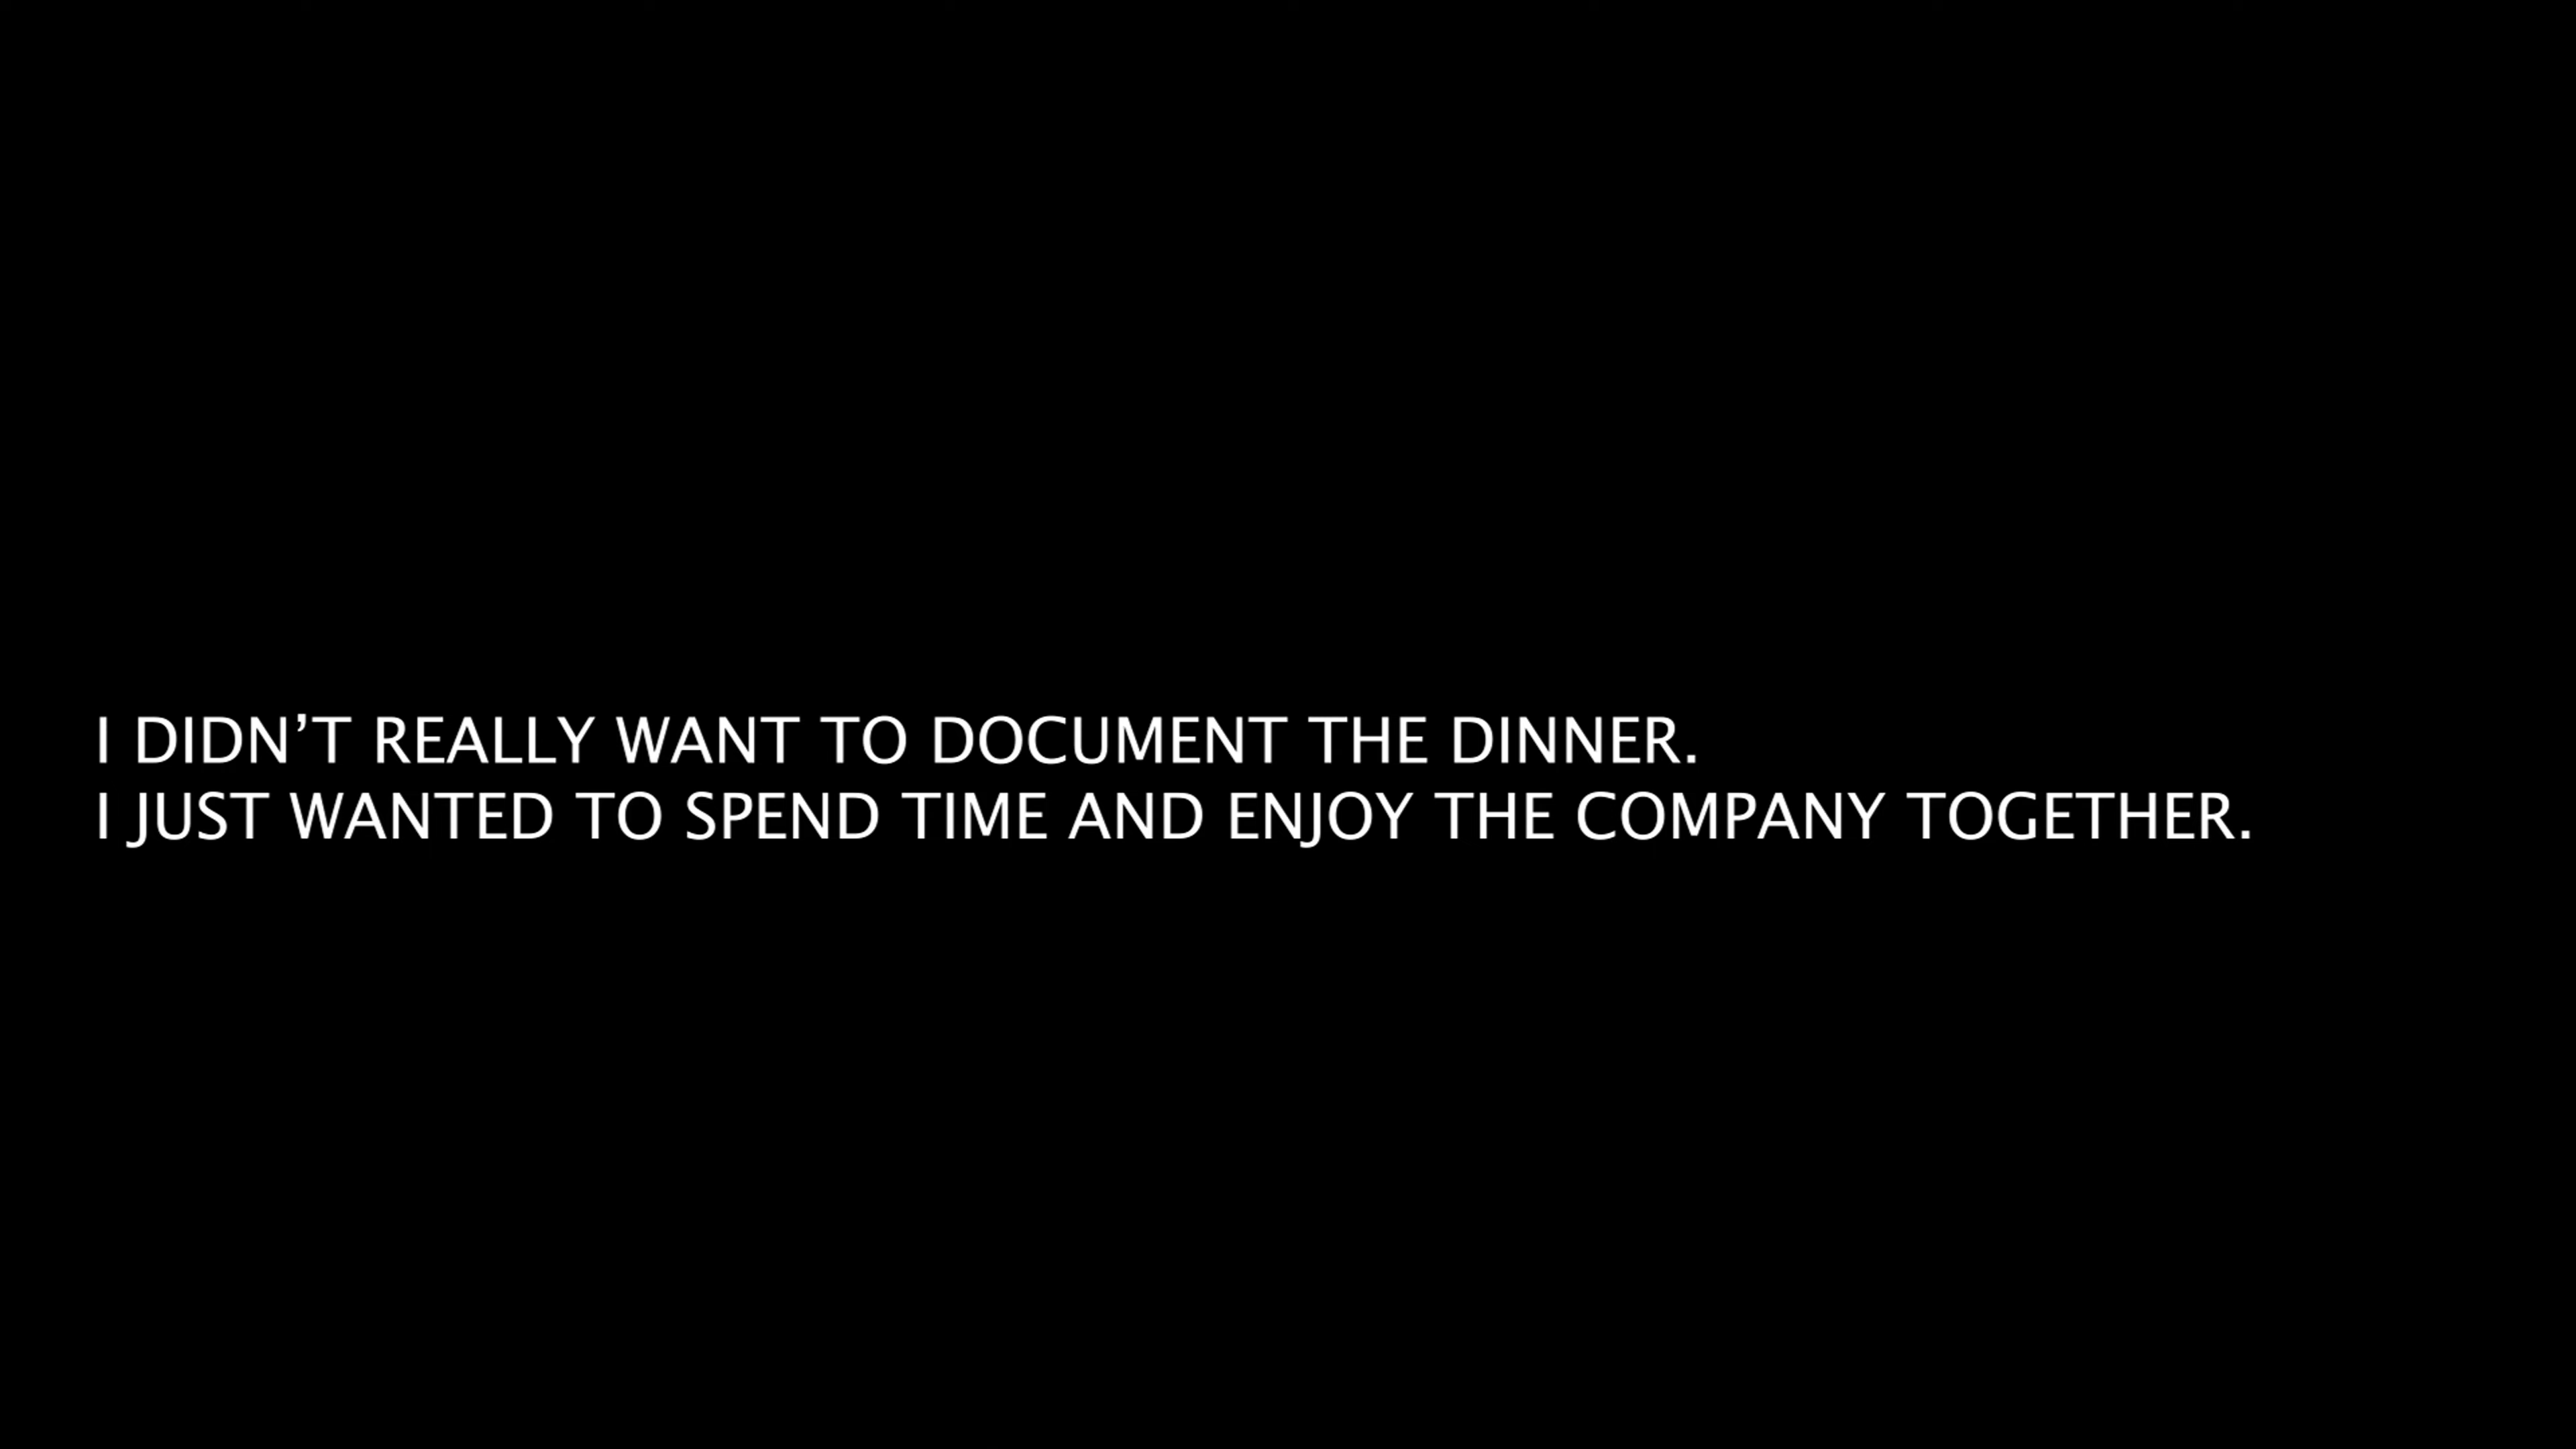 I DIDN’T REALLY WANT TO DOCUMENT THE DINNER.
I JUST WANTED TO SPEND TIME AND ENJOY THE COMPANY TOGETHER.